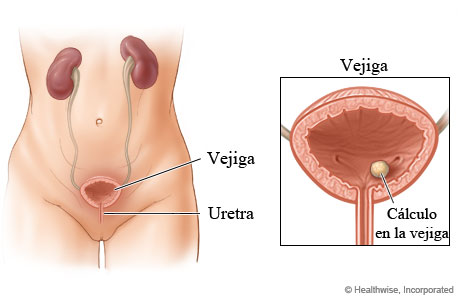 Vejiga
Uretra
Vejiga
Cálculo
en la vejiga
© Healthwise, Incorporated